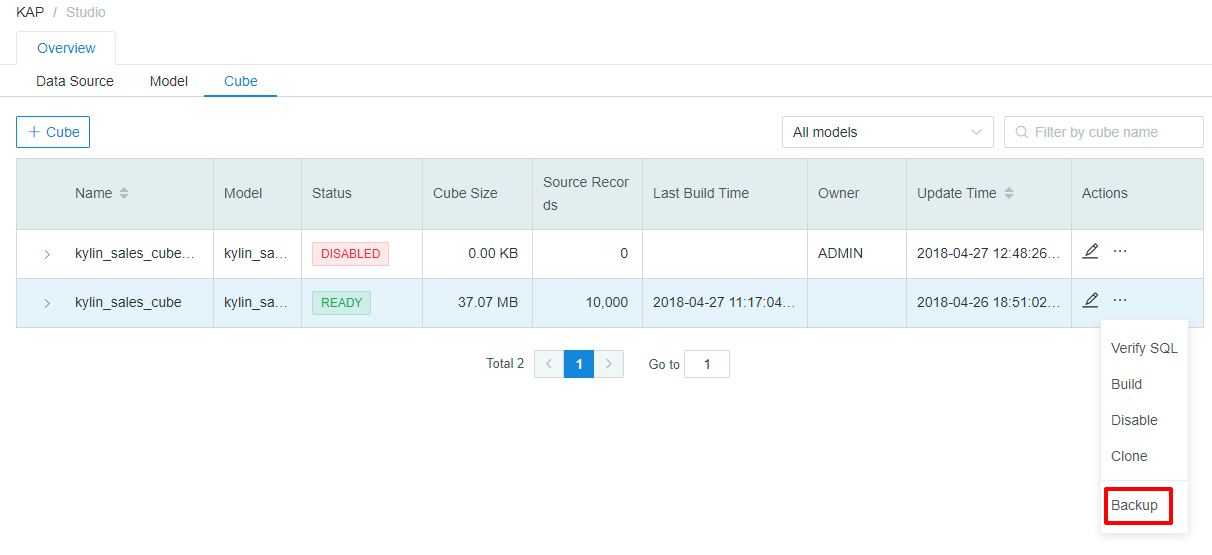 KAP / Studio
Overview
Data Source Model Cube
+ Cube All models Filter by cube name
Name Model Status Cube Size Source Recor
ds Last Build Time Owner Update Time Actions
kylin_sales_cube... kylin_sa... DISABLED 0.00 KB 0 ADMIN 2018-04-27 12:48:26... ...
kylin_sales_cube kylin_sa... READY 37.07 MB 10,000 2018-04-27 11:17:04... 2018-04-26 18:51:02... ...
Total 2 < 1 > Go to 1
Verify SQL
Build
Disable
Clone
Backup